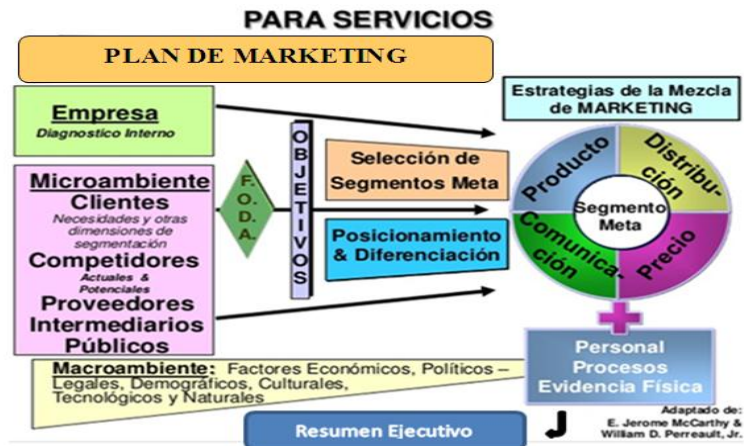 PARA SERVICIOS
PLAN DE MARKETING
Empresa
Diagnostico Interno
Microambiente
Clientes
Necesidades y otras
dimensiones de
segmentación
Competidores
Actuales &
Potenciales
Proveedores
Intermediarios
Públicos
F.
O.
D.
A.
OBJETIVOS
Selección de
Segmentos Meta
Posicionamiento
& Diferenciación
Estrategias de la Mezcla
de MARKETING
Producto
Distribu-
ción
Comunica-
ción
Precio
Segmento
Meta
Personal
Procesos
Evidencia Física
Macroambiente: Factores Económicos, Políticos –
Legales, Demográficos, Culturales,
Tecnológicos y Naturales
Resumen Ejecutivo
Adaptado de:
E. Jerome McCarthy &
William D. Perreault, Jr.